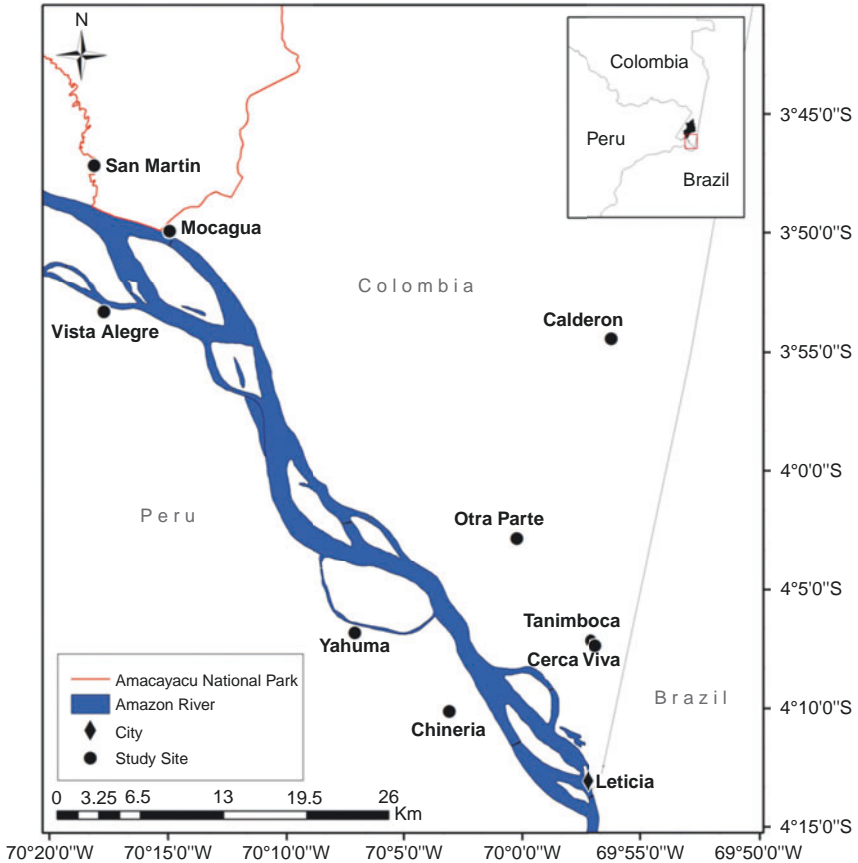 N
Colombia
Peru
Brazil
3°45'0"S
San Martin
Mocagua
3°50'0"S
Colombia
Calderon
Vista Alegre
3°55'0"S
4°0'0"S
Peru
Otra Parte
4°5'0"S
Tanimboca
Yahuma
Cerca Viva
Brazil
Amacayacu National Park
Amazon River
4°10'0"S
City
Chineria
Study Site
Leticia
0 3.25 6.5 13 19.5 26
Km
4°15'0"S
70°20'0"W 70°15'0"W 70°10'0"W 70°5'0"W 70°0'0"W 69°55'0"W 69°50'0"W